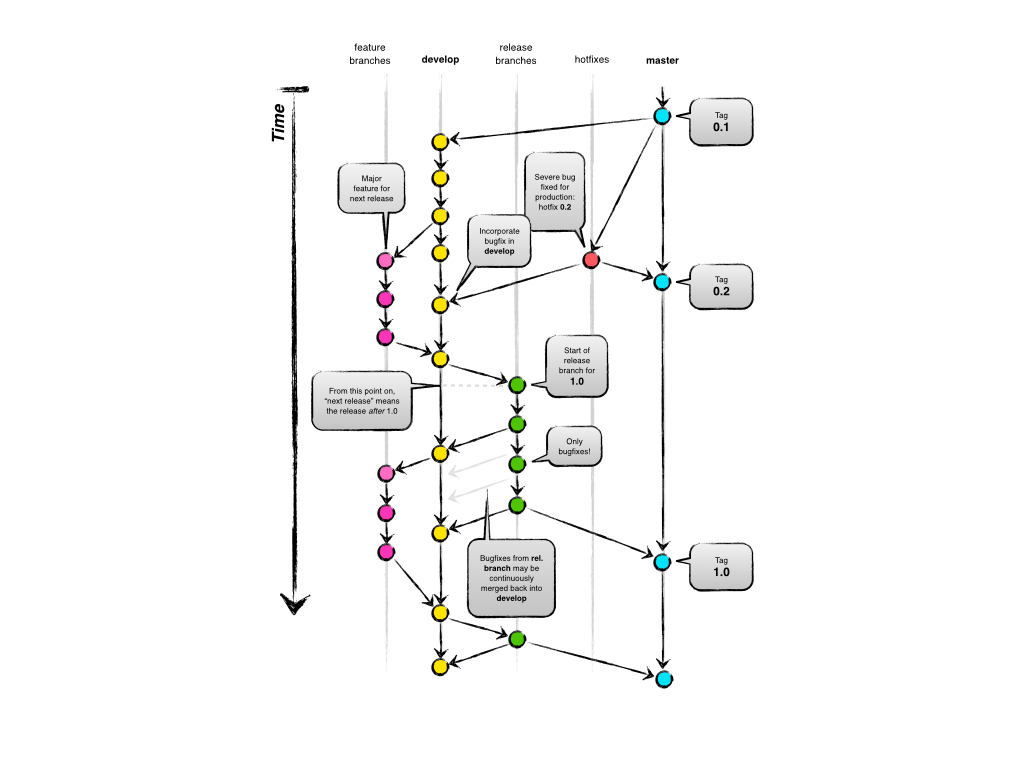 feature
branches
develop
release
branches
hotfixes
master
Time
Tag
0.1
Major
feature for
next release
Severe bug
fixed for
production:
hotfix 0.2
Incorporate
bugfix in
develop
Tag
0.2
Start of
release
branch for
1.0
From this point on,
“next release” means
the release after 1.0
Only
bugfixes!
Bugfixes from rel.
branch may be
continuously
merged back into
develop
Tag
1.0